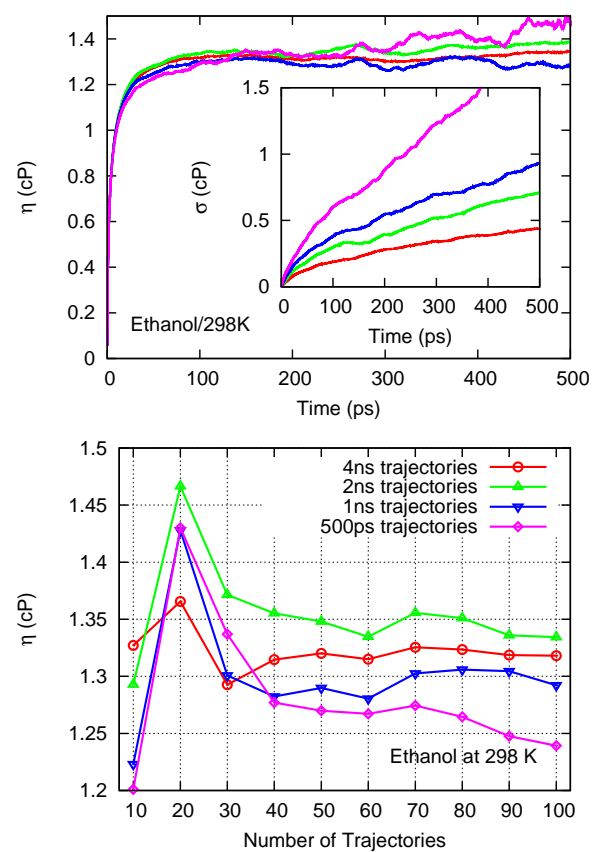 1.4
1.2
1
0.8
0.6
0.4
0.2
0
η (cP)
0 100 200 300 400 500
Time (ps)
Ethanol/298K
1.5
1
0.5
0
σ (cP)
0 100 200 300 400 500
Time (ps)
1.5
1.45
1.4
1.35
1.3
1.25
1.2
η (cP)
4ns trajectories
2ns trajectories
1ns trajectories
500ps trajectories
Ethanol at 298 K
10 20 30 40 50 60 70 80 90 100
Number of Trajectories